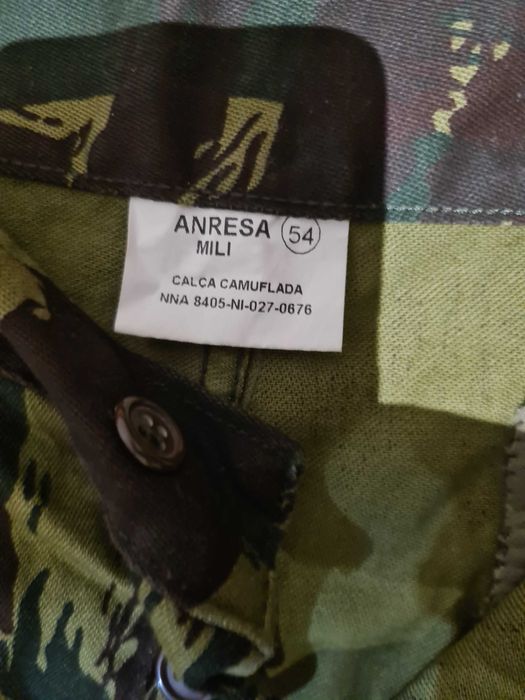 ANRESA 54
MILI
CALÇA CAMUFLADA
NNA 8405-NI-027-0676